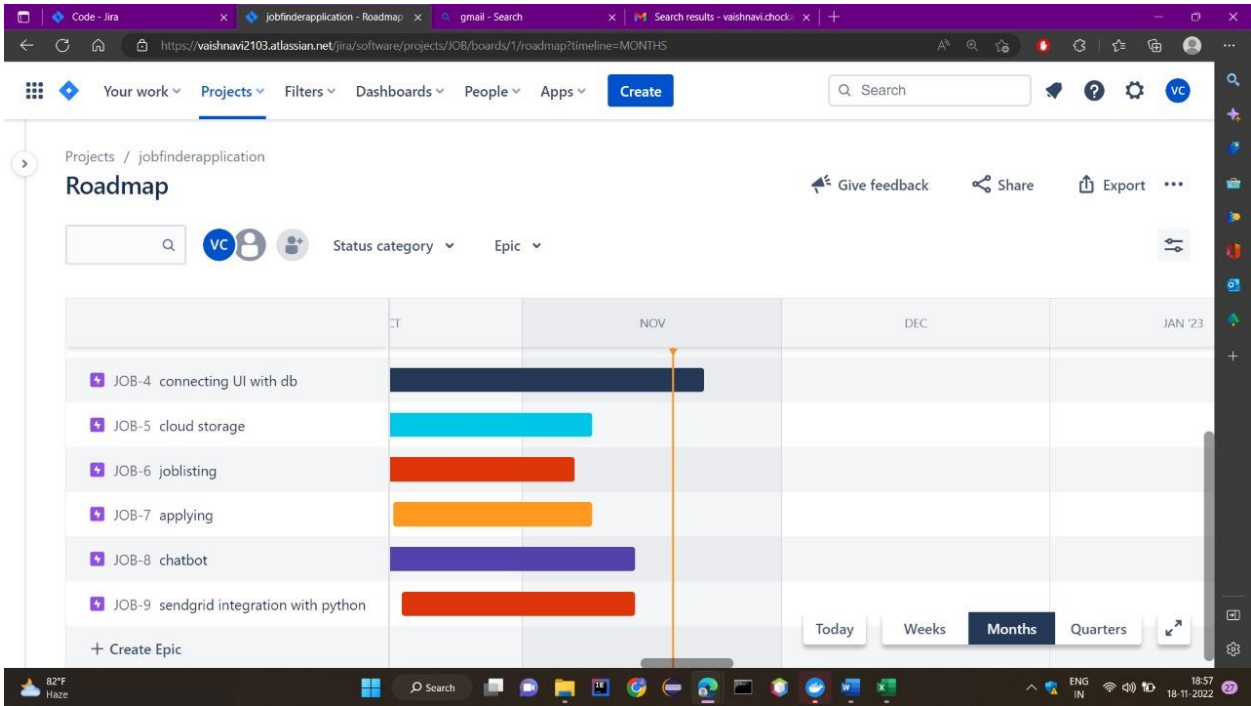 Code - Jira
jobfinderapplication - Roadmap
gmail - Search
Search results - vaishnavi.chocka
https://vaishnavi2103.atlassian.net/jira/software/projects/JOB/boards/1/roadmap?timeline=MONTHS
Your work Projects Filters Dashboards People Apps Create Search VC
Projects / jobfinderapplication
Roadmap
Give feedback Share Export
VC Status category Epic
CT NOV DEC JAN '23
JOB-4 connecting UI with db
JOB-5 cloud storage
JOB-6 joblisting
JOB-7 applying
JOB-8 chatbot
JOB-9 sendgrid integration with python
Today Weeks Months Quarters
+ Create Epic
82°F
Haze
Search
ENG
IN
18:57
18-11-2022
27